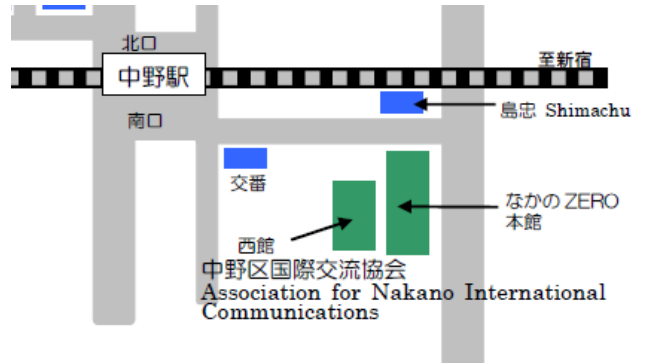 北口
至新宿
中野駅
島忠 Shimachu
南口
交番
なかの ZERO
本館
西館
中野区国際交流協会
Association for Nakano International
Communications